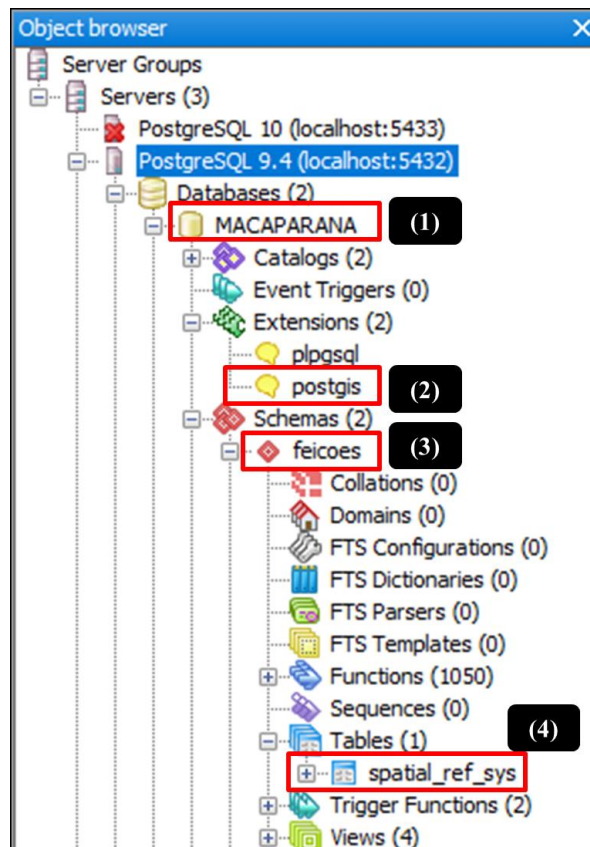 Object browser
Server Groups
Servers (3)
PostgreSQL 10 (localhost:5433)
PostgreSQL 9.4 (localhost:5432)
Databases (2)
MACAPARANA (1)
Catalogs (2)
Event Triggers (0)
Extensions (2)
plpgsql
postgis (2)
Schemas (2)
feicoes (3)
Collations (0)
Domains (0)
FTS Configurations (0)
FTS Dictionaries (0)
FTS Parsers (0)
FTS Templates (0)
Functions (1050)
Sequences (0)
Tables (1) (4)
spatial_ref_sys
Trigger Functions (2)
Views (4)